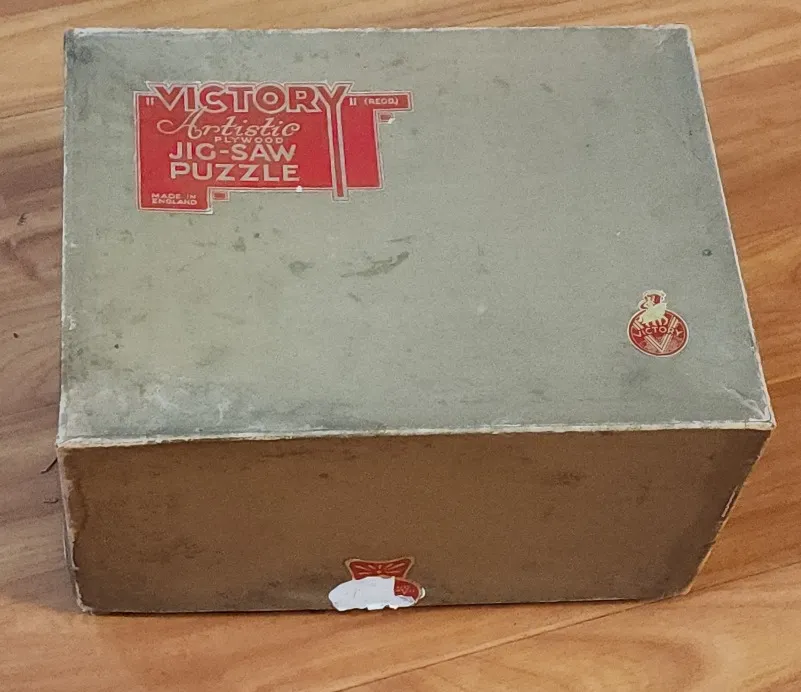 "VICTORY" (REGD.)
Artistic
PLYWOOD
JIG-SAW
PUZZLE
MADE IN
ENGLAND
VICTORY